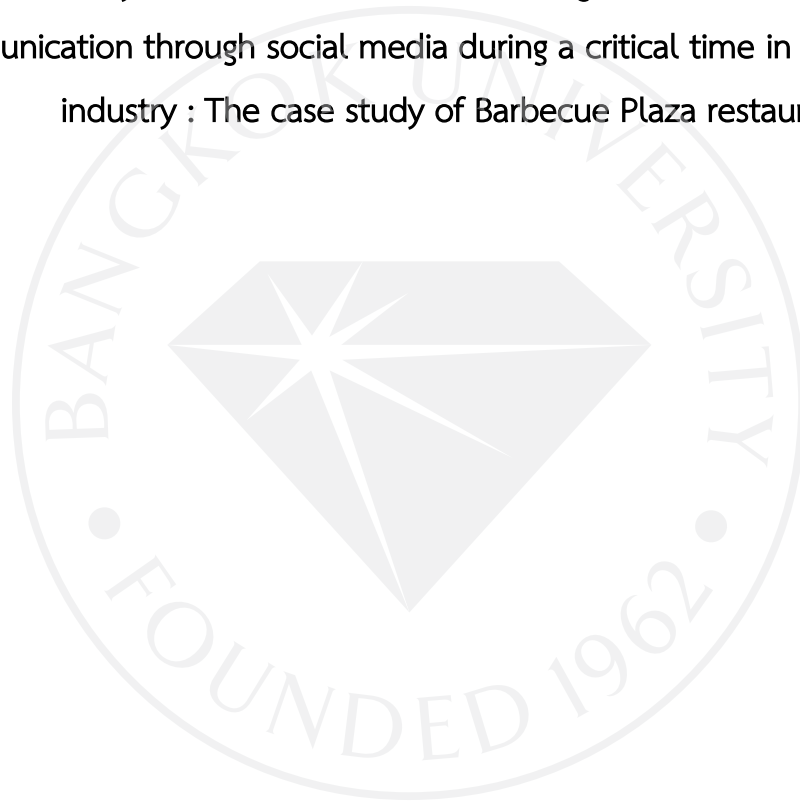 unication through social media during a critical time in
industry : The case study of Barbecue Plaza restaur
BANGKOK UNIVERSITY
FOUNDED 1962